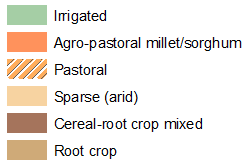 Irrigated
Agro-pastoral millet/sorghum
Pastoral
Sparse (arid)
Cereal-root crop mixed
Root crop